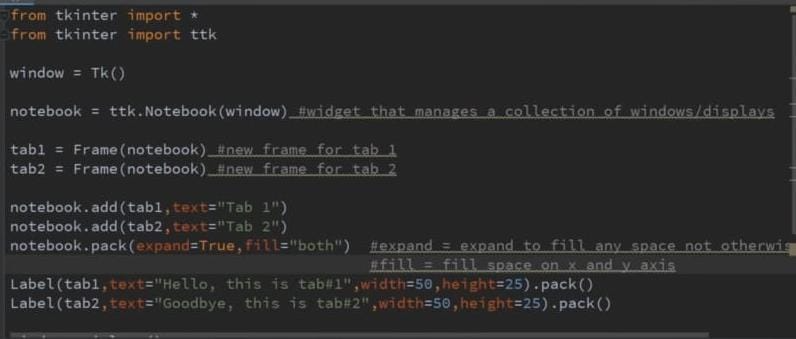 from tkinter import *
from tkinter import ttk
window = Tk()
notebook = ttk.Notebook(window) #widget that manages a collection of windows/displays
tab1 = Frame(notebook) #new frame for tab 1
tab2 = Frame(notebook) #new frame for tab 2
notebook.add(tab1,text="Tab 1")
notebook.add(tab2,text="Tab 2")
notebook.pack(expand=True,fill="both") #expand = expand to fill any space not otherwis
#fill = fill space on x and y axis
Label(tab1,text="Hello, this is tab#1",width=50,height=25).pack()
Label(tab2,text="Goodbye, this is tab#2",width=50,height=25).pack()